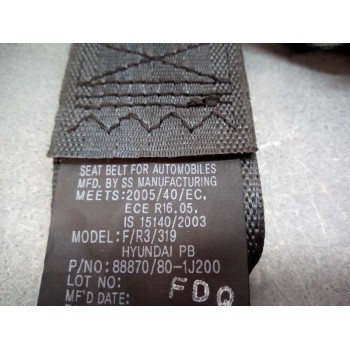 SEAT BELT FOR AUTOMOBILES
MFD. BY SS MANUFACTURING
MEETS:2005/40/EC.
ECE R16.05.
IS 15140/2003
MODEL:F/R3/319
HYUNDAI PB
P/NO:88870/80-1J200
LOT NO:
FDQ
MF'D DATE: